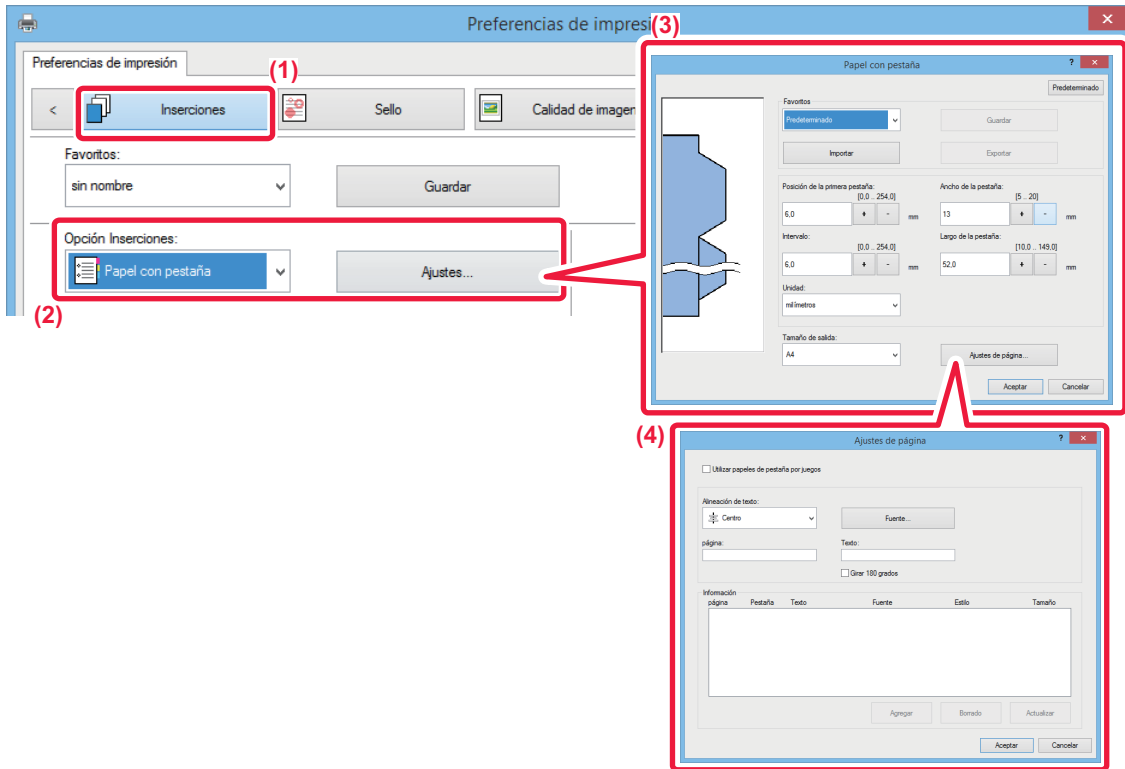 Preferencias de impresi
Preferencias de impresión
(1)
<
Inserciones
Sello
Calidad de imagen
Favoritos:
sin nombre
Guardar
Opción Inserciones:
Papel con pestaña
Ajustes...
(2)
(3)
Papel con pestaña
?
×
Predeterminado
Favoritos
Predeterminado
Guardar
Importar
Exportar
Posición de la primera pestaña:
[0,0 .. 254,0]
6,0
+
-
mm
Ancho de la pestaña:
[5 .. 20]
13
+
-
mm
Intervalo:
[0,0 .. 254,0]
6,0
+
-
mm
Largo de la pestaña:
[10,0 .. 149,0]
52,0
+
-
mm
Unidad:
milímetros
Tamaño de salida:
A4
Ajustes de página...
Aceptar
Cancelar
(4)
Ajustes de página
?
×
Utilizar papeles de pestaña por juegos
Alineación de texto:
Centro
Fuente...
página:
Texto:
Girar 180 grados
Información
página Pestaña Texto Fuente Estilo Tamaño
Agregar
Borrado
Actualizar
Aceptar
Cancelar